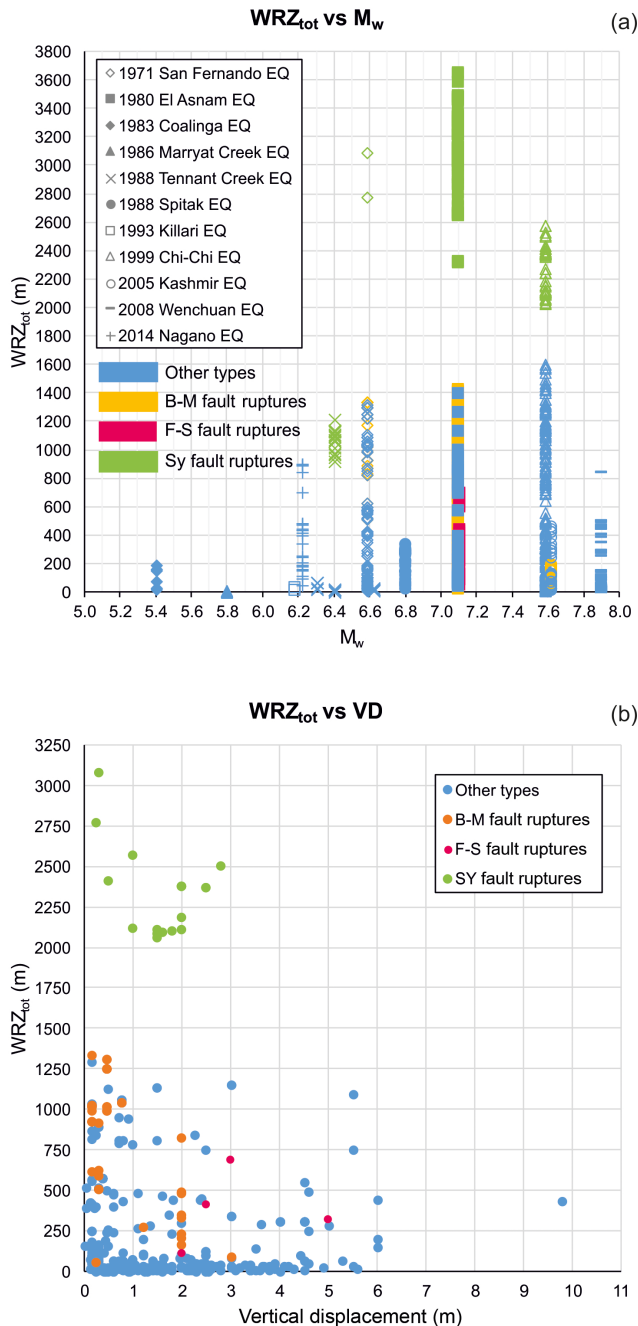 WRZtot vs Mw
(a)
3800
3600
3400
3200
3000
2800
2600
2400
2200
2000
1800
1600
1400
1200
1000
800
600
400
200
0
WRZtot (m)
1971 San Fernando EQ
1980 El Asnam EQ
1983 Coalinga EQ
1986 Marryat Creek EQ
1988 Tennant Creek EQ
1988 Spitak EQ
1993 Killari EQ
1999 Chi-Chi EQ
2005 Kashmir EQ
2008 Wenchuan EQ
2014 Nagano EQ
Other types
B-M fault ruptures
F-S fault ruptures
Sy fault ruptures
5.0 5.2 5.4 5.6 5.8 6.0 6.2 6.4 6.6 6.8 7.0 7.2 7.4 7.6 7.8 8.0
Mw
WRZtot vs VD
(b)
3250
3000
2750
2500
2250
2000
1750
1500
1250
1000
750
500
250
0
WRZtot (m)
Other types
B-M fault ruptures
F-S fault ruptures
SY fault ruptures
0 1 2 3 4 5 6 7 8 9 10 11
Vertical displacement (m)